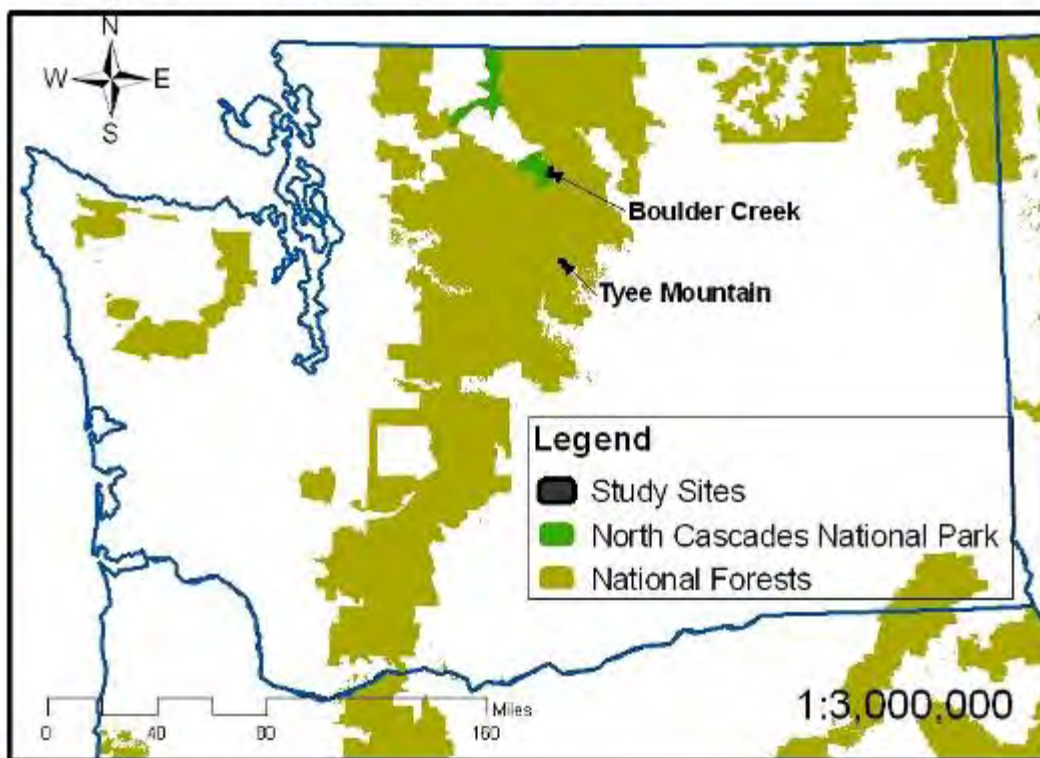 N
W E
S
Boulder Creek
Tyee Mountain
Legend
Study Sites
North Cascades National Park
National Forests
1:3,000,000
Miles
0 40 80 160